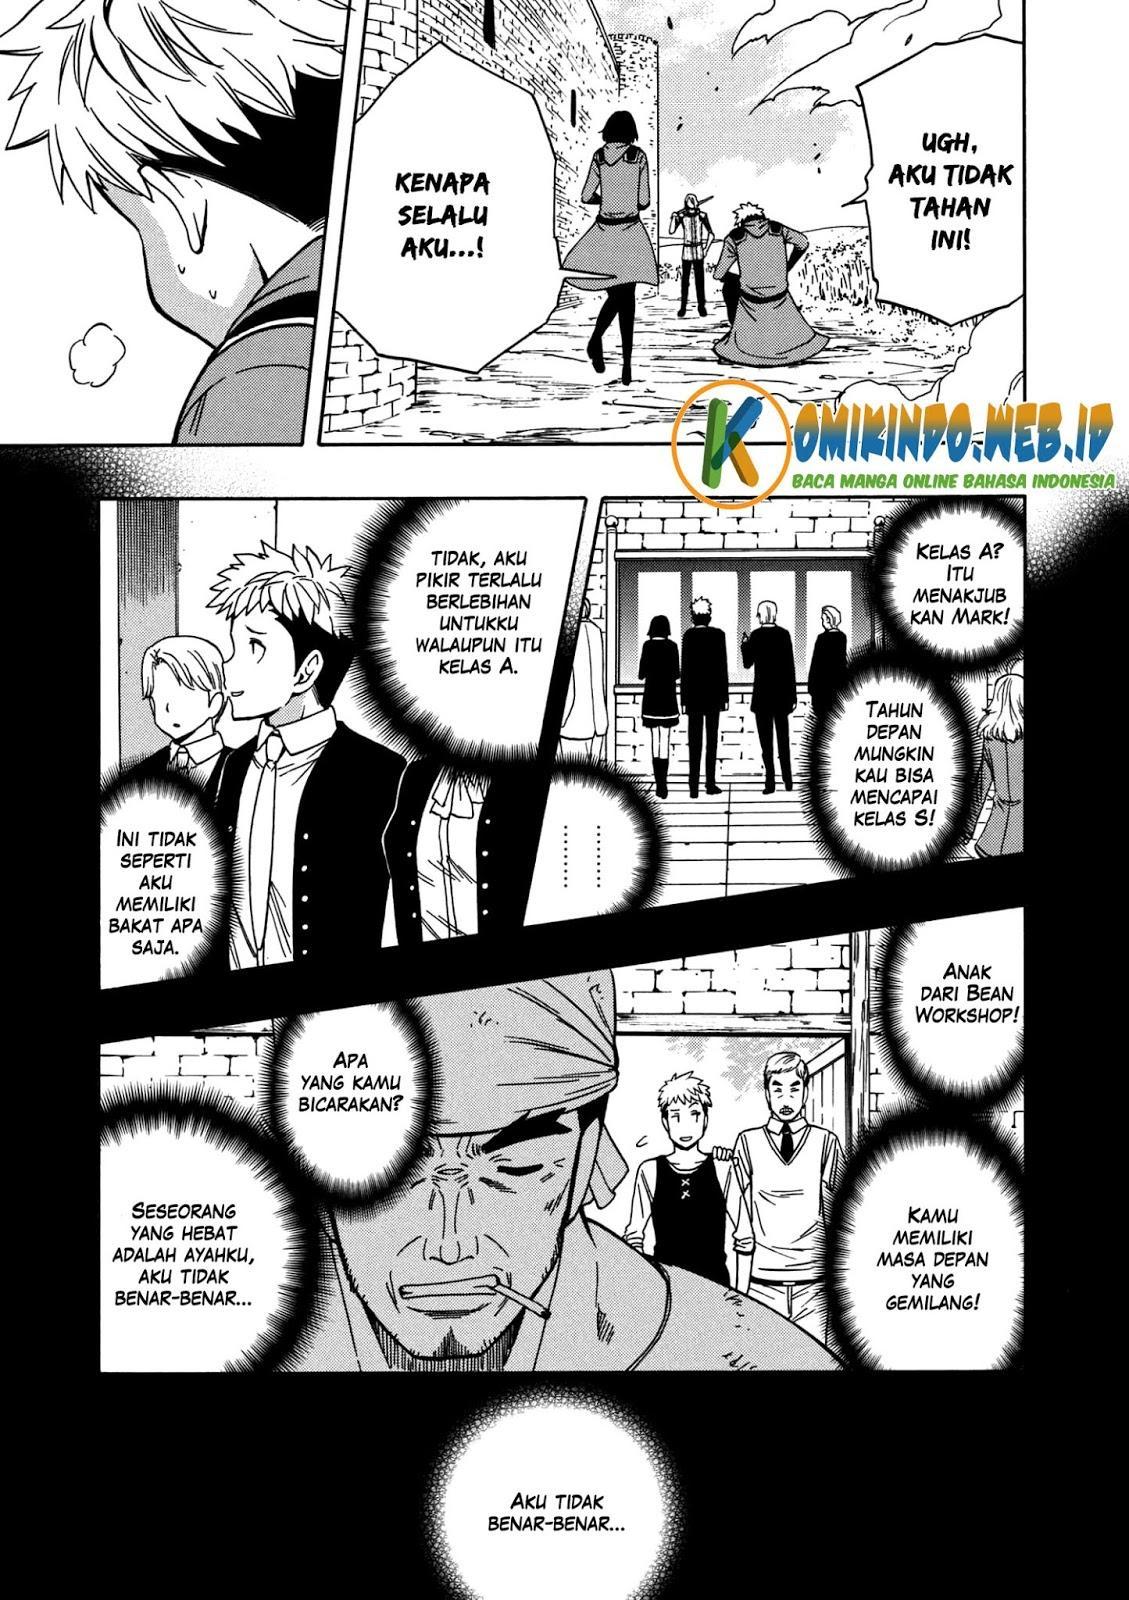 UGH,
AKU TIDAK
TAHAN
INI!
KENAPA
SELALU
AKU...!
KOMIKINDO.WEB.ID
BACA MANGA ONLINE BAHASA INDONESIA
KELAS A?
ITU
MENAKJUB
KAN MARK!
TAHUN
DEPAN
MUNGKIN
KAU BISA
MENCAPAI
KELAS S!
........
........
TIDAK, AKU
PIKIR TERLALU
BERLEBIHAN
UNTUKKU
WALAUPUN ITU
KELAS A.
INI TIDAK
SEPERTI
AKU
MEMILIKI
BAKAT APA
SAJA.
ANAK
DARI BEAN
WORKSHOP!
KAMU
MEMILIKI
MASA DEPAN
YANG
GEMILANG!
APA
YANG KAMU
BICARAKAN?
SESEORANG
YANG HEBAT
ADALAH AYAHKU,
AKU TIDAK
BENAR-BENAR...
AKU TIDAK
BENAR-BENAR...